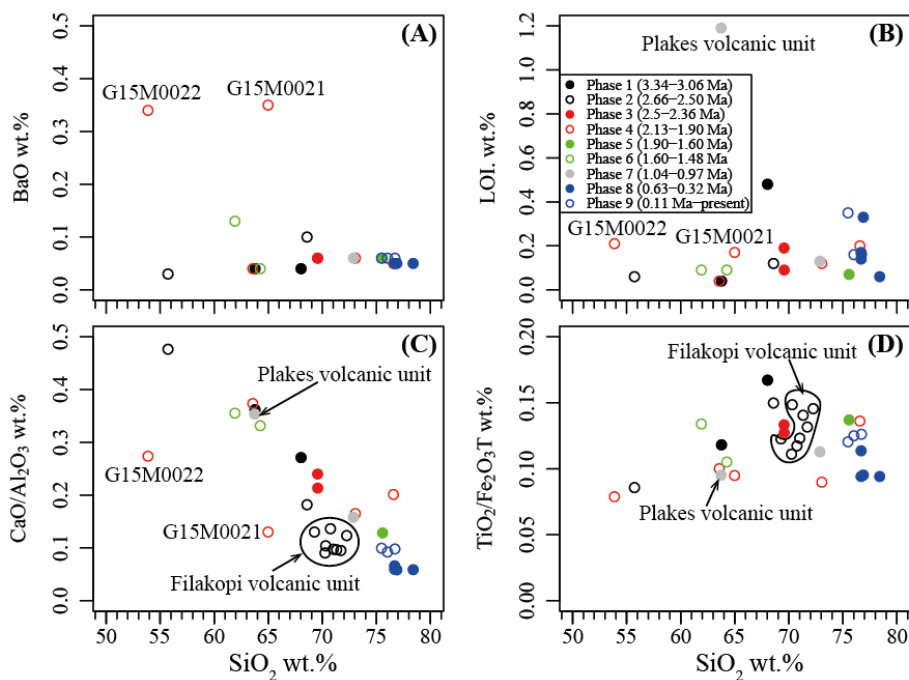 (A)
0.5
0.4
0.3
0.2
0.1
0.0
BaO wt.%
G15M0022
G15M0021
(B)
1.2
1.0
0.8
0.6
0.4
0.2
0.0
LOI. wt.%
Plakes volcanic unit
Phase 1 (3.34−3.06 Ma)
Phase 2 (2.66−2.50 Ma)
Phase 3 (2.5−2.36 Ma)
Phase 4 (2.13−1.90 Ma)
Phase 5 (1.90−1.60 Ma)
Phase 6 (1.60−1.48 Ma
Phase 7 (1.04−0.97 Ma)
Phase 8 (0.63−0.32 Ma)
Phase 9 (0.11 Ma−present)
G15M0022
G15M0021
(C)
0.5
0.4
0.3
0.2
0.1
0.0
CaO/Al₂O₃ wt.%
Plakes volcanic unit
G15M0022
G15M0021
Filakopi volcanic unit
50 55 60 65 70 75 80
SiO₂ wt.%
(D)
0.20
0.15
0.10
0.05
0.00
TiO₂/Fe₂O₃T wt.%
Filakopi volcanic unit
Plakes volcanic unit
50 55 60 65 70 75 80
SiO₂ wt.%